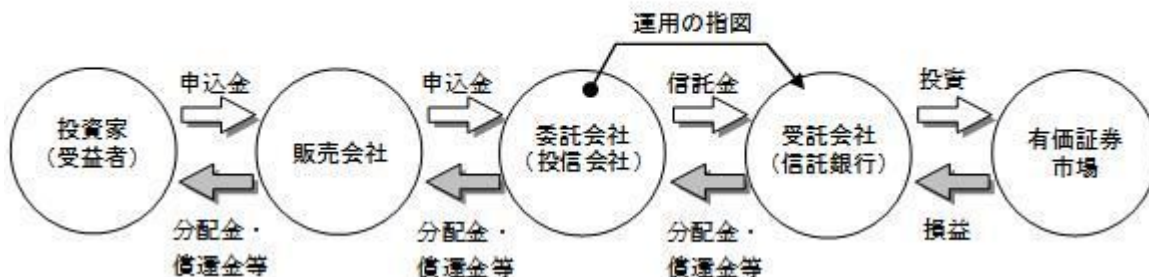 運用の指図
申込金
申込金
信託金
投資
投資家
（受益者）
販売会社
委託会社
（投信会社）
受託会社
（信託銀行）
有価証券
市場
分配金・
償還金等
分配金・
償還金等
分配金・
償還金等
損益